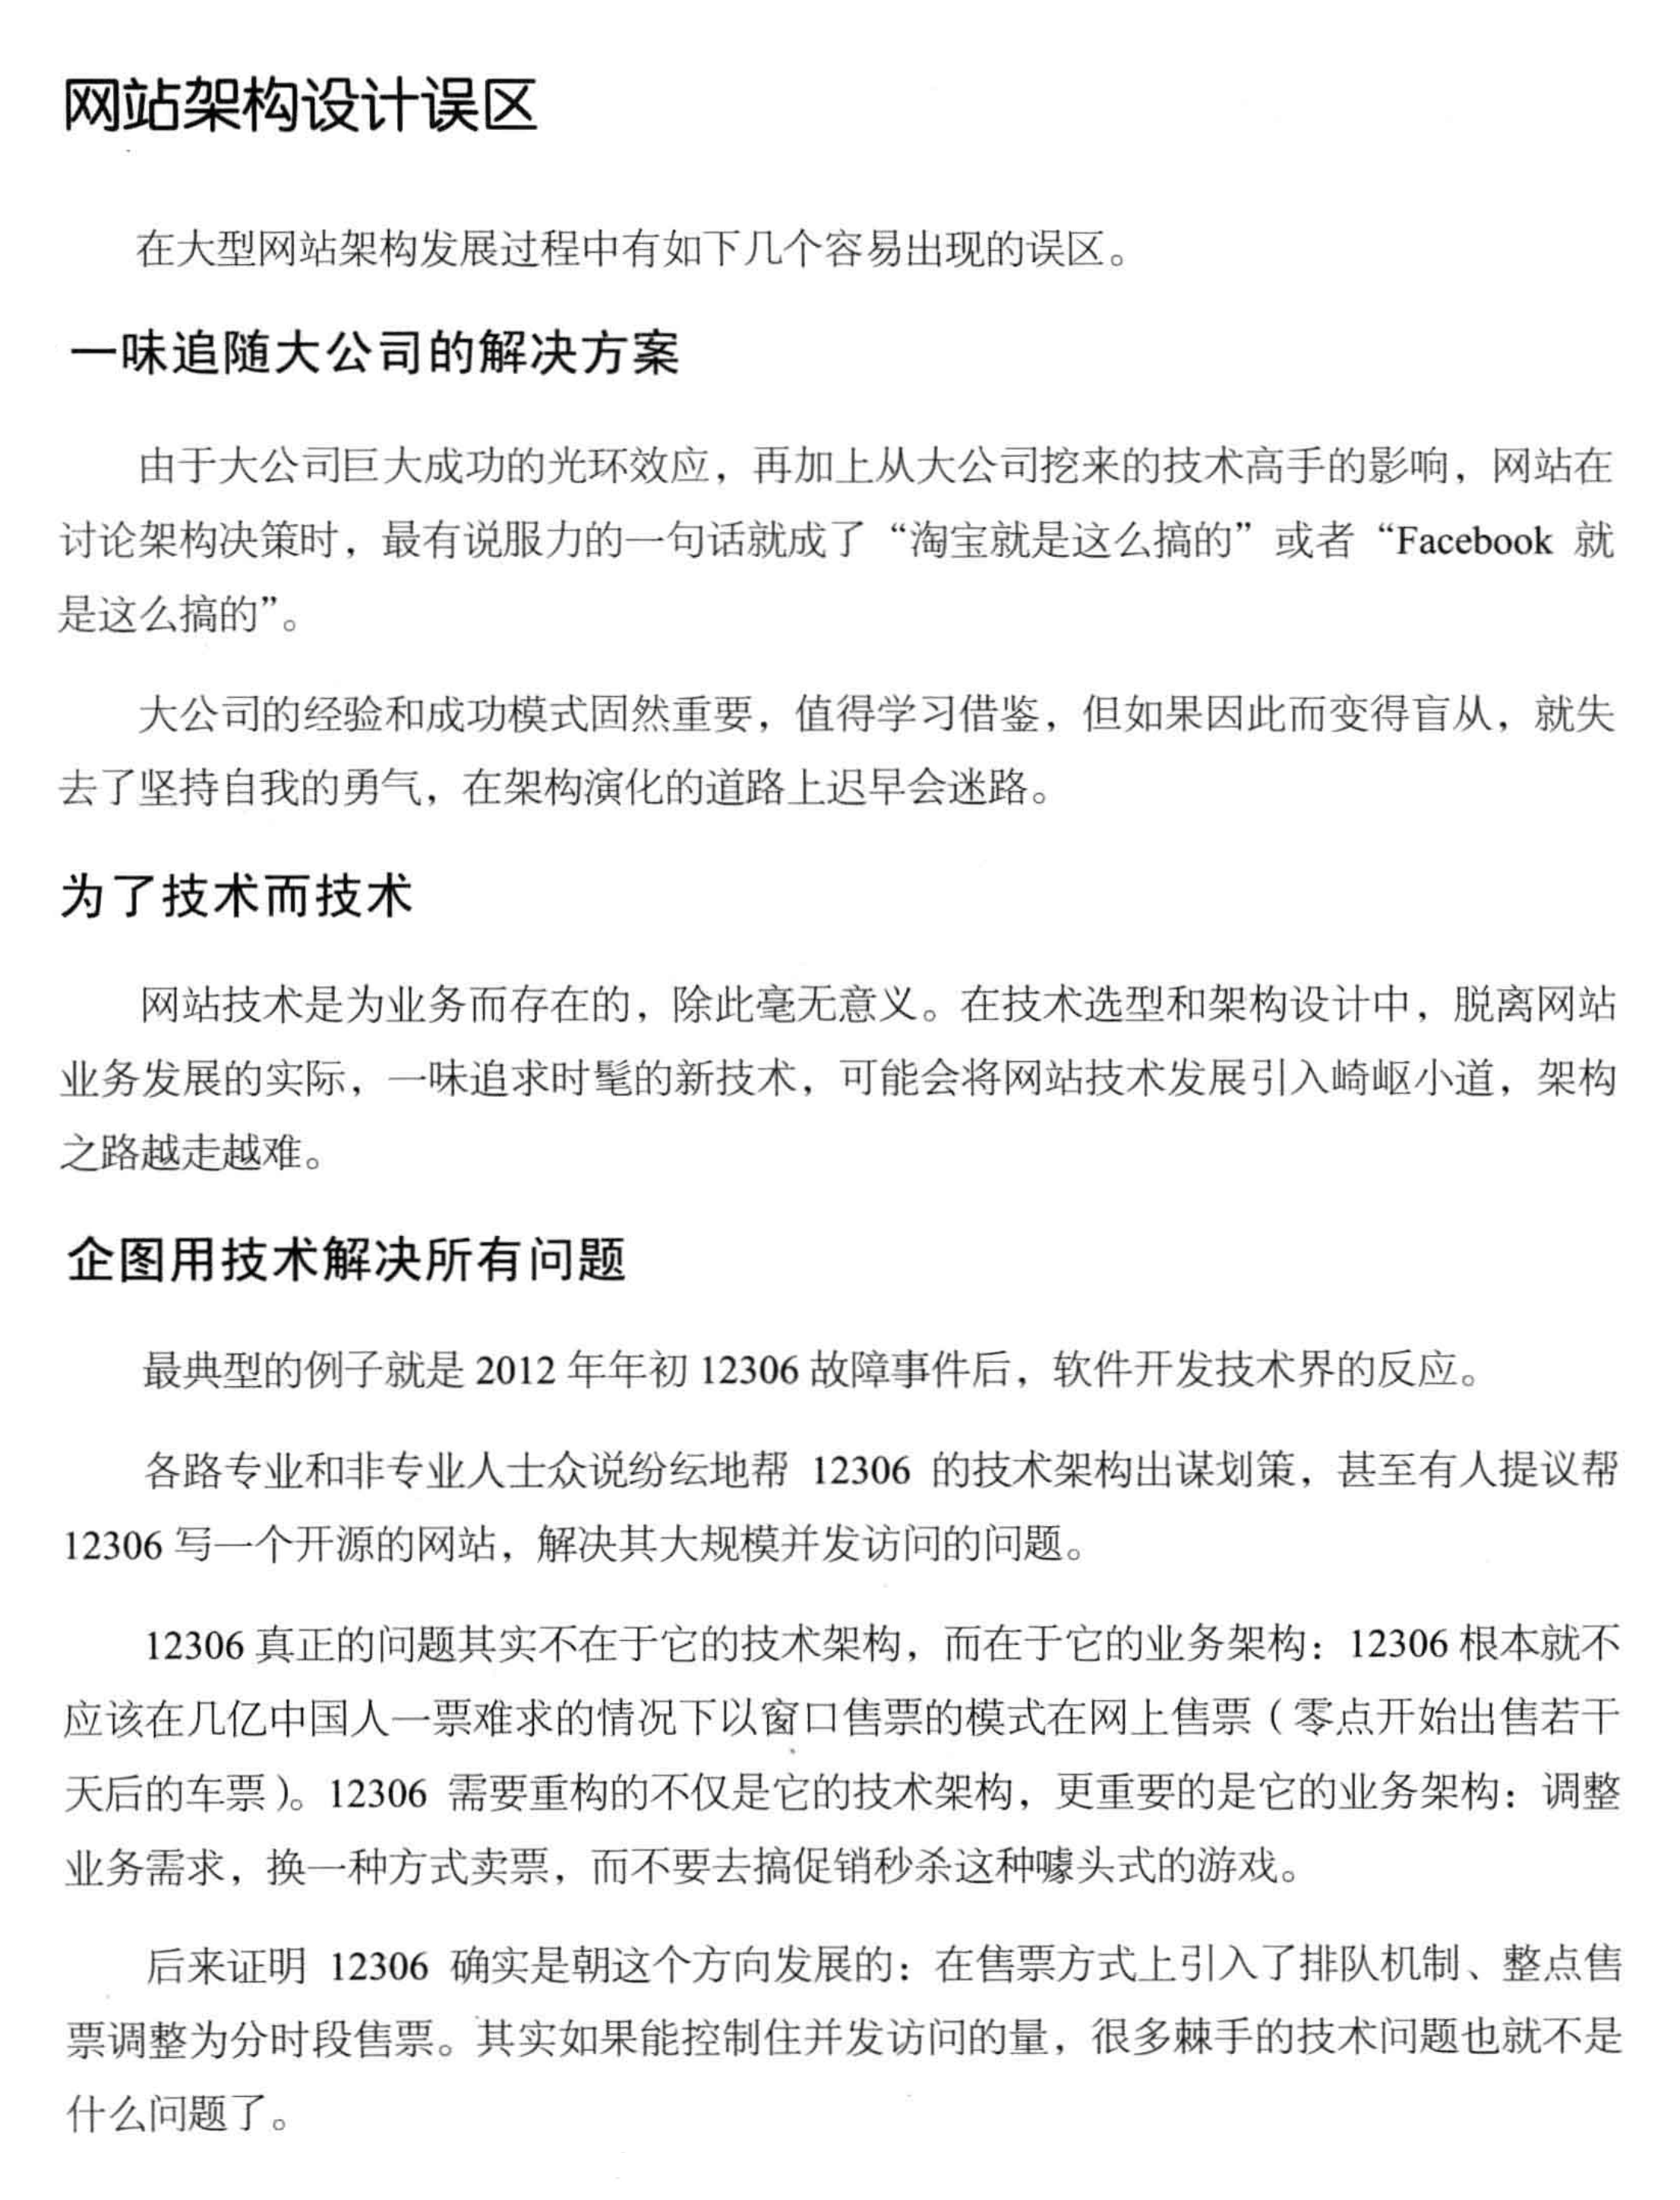 网站架构设计误区
在大型网站架构发展过程中有如下几个容易出现的误区。
一味追随大公司的解决方案
由于大公司巨大成功的光环效应，再加上从大公司挖来的技术高手的影响，网站在
讨论架构决策时，最有说服力的一句话就成了“淘宝就是这么搞的”或者“Facebook 就
是这么搞的”。
大公司的经验和成功模式固然重要，值得学习借鉴，但如果因此而变得盲从，就失
去了坚持自我的勇气，在架构演化的道路上迟早会迷路。
为了技术而技术
网站技术是为业务而存在的，除此毫无意义。在技术选型和架构设计中，脱离网站
业务发展的实际，一味追求时髦的新技术，可能会将网站技术发展引入崎岖小道，架构
之路越走越难。
企图用技术解决所有问题
最典型的例子就是 2012 年年初 12306 故障事件后，软件开发技术界的反应。
各路专业和非专业人士众说纷纭地帮 12306 的技术架构出谋划策，甚至有人提议帮
12306 写一个开源的网站，解决其大规模并发访问的问题。
12306 真正的问题其实不在于它的技术架构，而在于它的业务架构：12306 根本就不
应该在几亿中国人一票难求的情况下以窗口售票的模式在网上售票（零点开始出售若干
天后的车票）。12306 需要重构的不仅是它的技术架构，更重要的是它的业务架构：调整
业务需求，换一种方式卖票，而不要去搞促销秒杀这种噱头式的游戏。
后来证明 12306 确实是朝这个方向发展的：在售票方式上引入了排队机制、整点售
票调整为分时段售票。其实如果能控制住并发访问的量，很多棘手的技术问题也就不是
什么问题了。